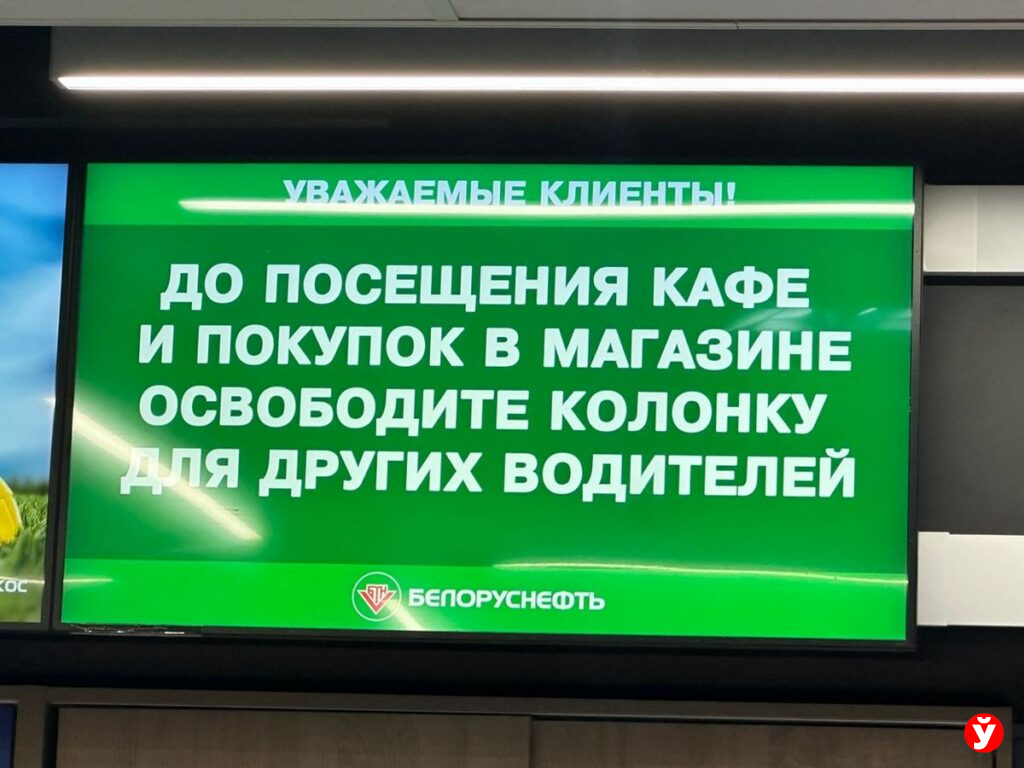 УВАЖАЕМЫЕ КЛИЕНТЫ!
ДО ПОСЕЩЕНИЯ КАФЕ
И ПОКУПОК В МАГАЗИНЕ
ОСВОБОДИТЕ КОЛОНКУ
ДЛЯ ДРУГИХ ВОДИТЕЛЕЙ
БЕЛОРУСНЕФТЬ
ў